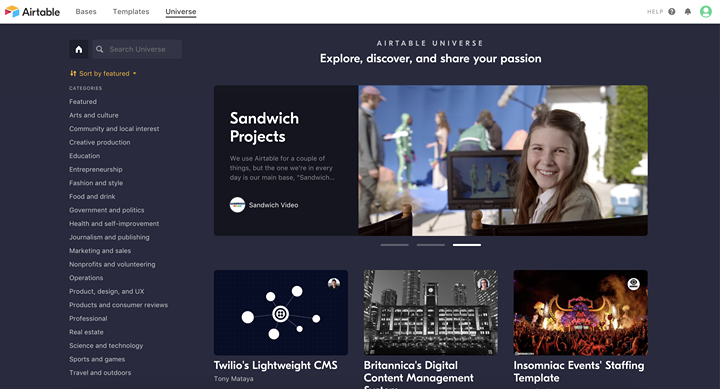 Airtable
Bases
Templates
Universe
HELP
Search Universe
Sort by featured
CATEGORIES
Featured
Arts and culture
Community and local interest
Creative production
Education
Entrepreneurship
Fashion and style
Food and drink
Government and politics
Health and self-improvement
Journalism and publishing
Marketing and sales
Nonprofits and volunteering
Operations
Product, design, and UX
Products and consumer reviews
Professional
Real estate
Science and technology
Sports and games
Travel and outdoors
AIRTABLE UNIVERSE
Explore, discover, and share your passion
Sandwich
Projects
We use Airtable for a couple of
things, but the one we're in every
day is our main base, "Sandwich...
Sandwich Video
Twilio's Lightweight CMS
Tony Mataya
Britannica's Digital
Content Management
Insomniac Events' Staffing
Template